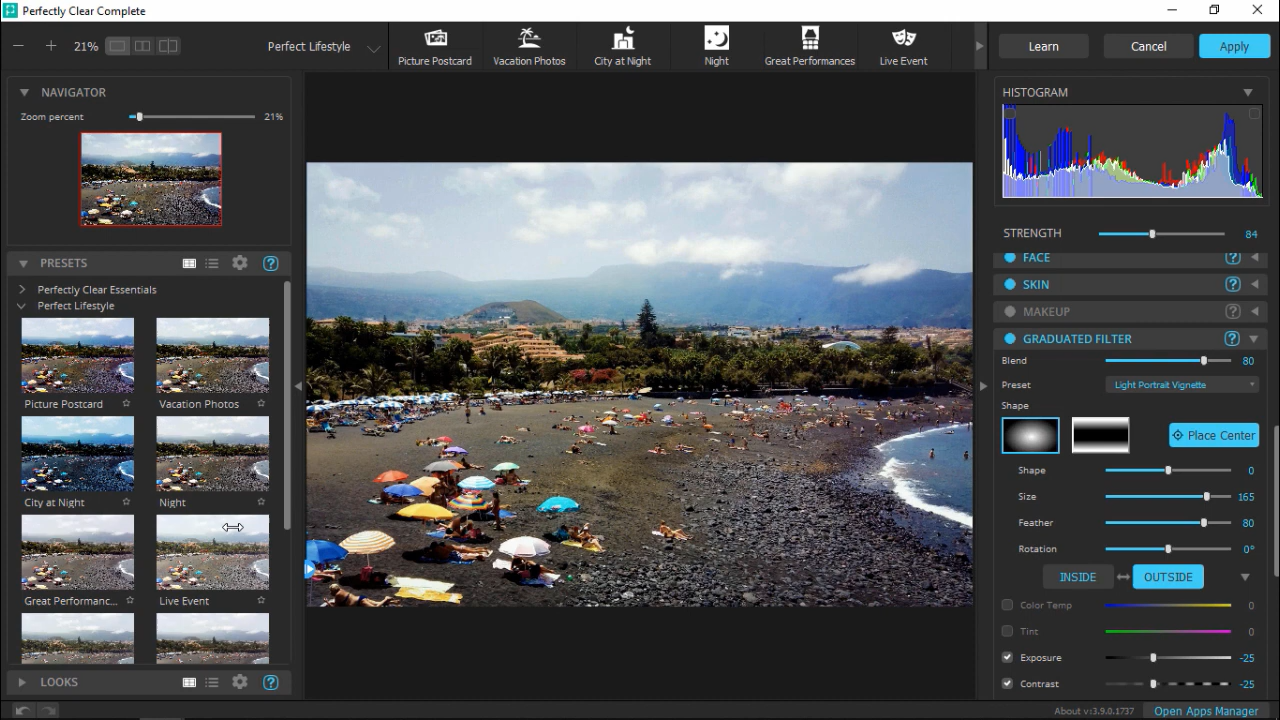 Perfectly Clear Complete
21%
Perfect Lifestyle
Picture Postcard
Vacation Photos
City at Night
Night
Great Performances
Live Event
Learn
Cancel
Apply
NAVIGATOR
Zoom percent 21%
PRESETS
?
Perfectly Clear Essentials
Perfect Lifestyle
Picture Postcard
Vacation Photos
City at Night
Night
Great Performanc...
Live Event
LOOKS
?
HISTOGRAM
STRENGTH 84
FACE ?
SKIN ?
MAKEUP ?
GRADUATED FILTER ?
Blend 80
Preset Light Portrait Vignette
Shape
Place Center
Shape 0
Size 165
Feather 80
Rotation 0°
INSIDE OUTSIDE
Color Temp 0
Tint 0
Exposure -25
Contrast -25
About v:3.9.0.1737 Open Apps Manager